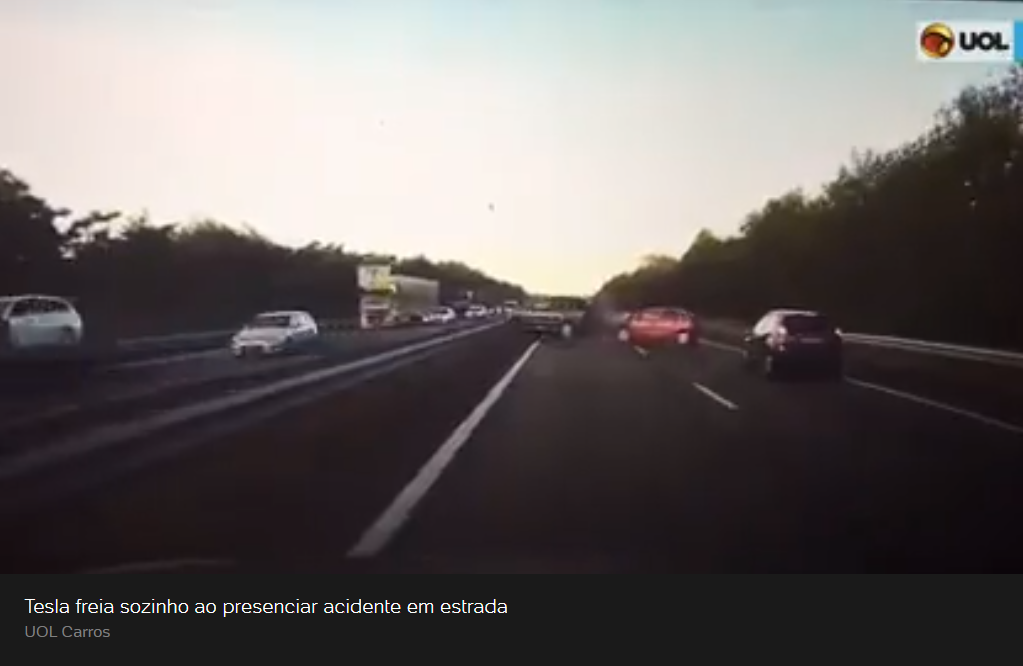 UOL
Tesla freia sozinho ao presenciar acidente em estrada
UOL Carros